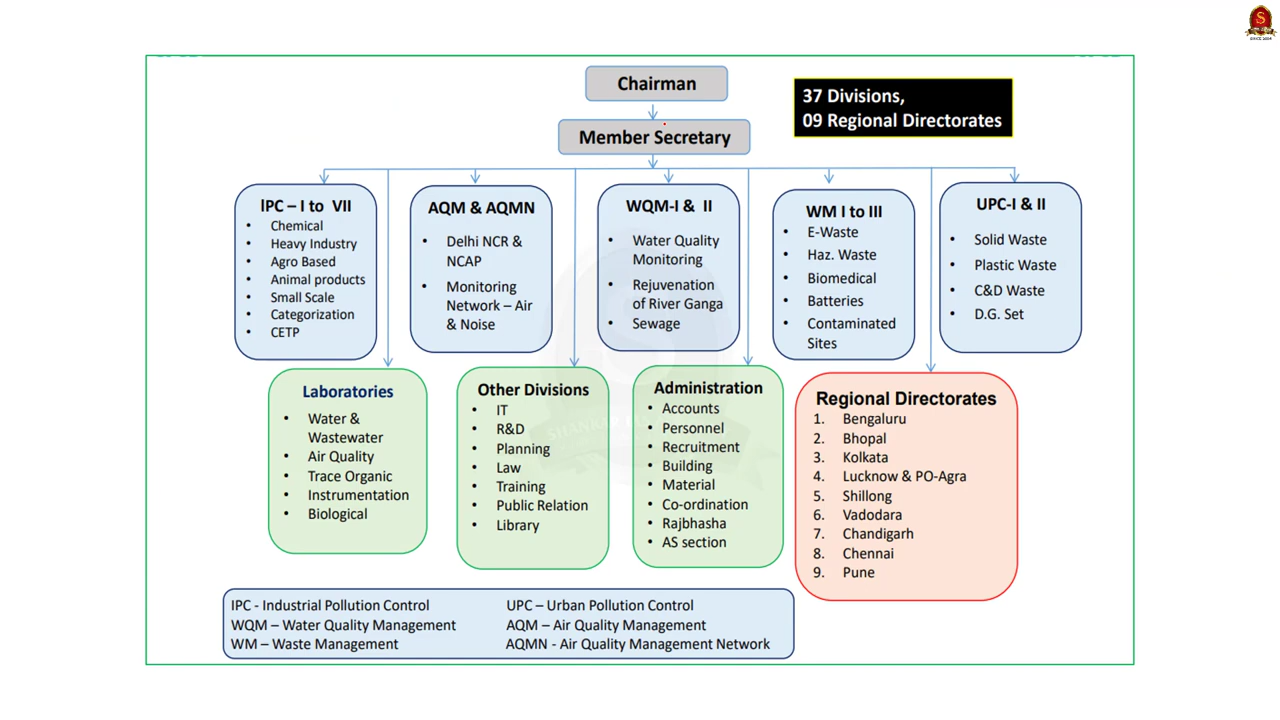 S
SINCE 2004
Chairman
37 Divisions,
09 Regional Directorates
Member Secretary
IPC – I to VII
• Chemical
• Heavy Industry
• Agro Based
• Animal products
• Small Scale
• Categorization
• CETP
AQM & AQMN
• Delhi NCR &
NCAP
• Monitoring
Network – Air
& Noise
WQM-I & II
• Water Quality
Monitoring
• Rejuvenation
of River Ganga
• Sewage
WM I to III
• E-Waste
• Haz. Waste
• Biomedical
• Batteries
• Contaminated
Sites
UPC-I & II
• Solid Waste
• Plastic Waste
• C&D Waste
• D.G. Set
Laboratories
• Water &
Wastewater
• Air Quality
• Trace Organic
• Instrumentation
• Biological
Other Divisions
• IT
• R&D
• Planning
• Law
• Training
• Public Relation
• Library
Administration
• Accounts
• Personnel
• Recruitment
• Building
• Material
• Co-ordination
• Rajbhasha
• AS section
Regional Directorates
1. Bengaluru
2. Bhopal
3. Kolkata
4. Lucknow & PO-Agra
5. Shillong
6. Vadodara
7. Chandigarh
8. Chennai
9. Pune
IPC - Industrial Pollution Control
WQM – Water Quality Management
WM – Waste Management
UPC – Urban Pollution Control
AQM – Air Quality Management
AQMN - Air Quality Management Network